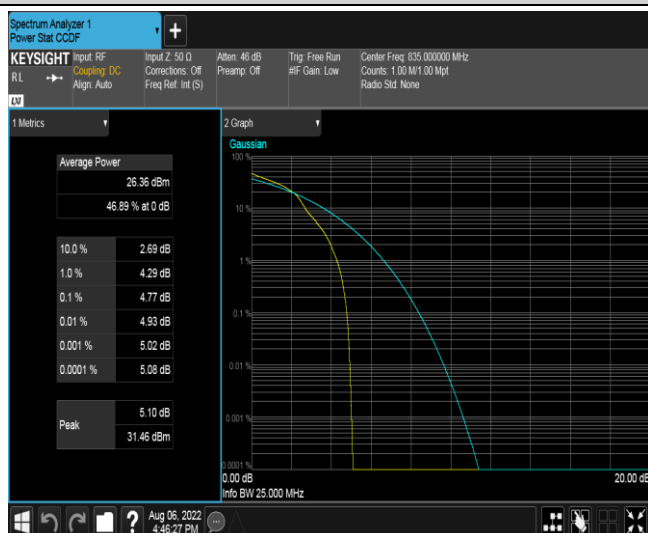 Spectrum Analyzer 1
Power Stat CCDF
+
KEYSIGHT
R L
LXI
Input: RF
Coupling: DC
Align: Auto
Input Z: 50 Ω
Corrections: Off
Freq Ref: Int (S)
Atten: 46 dB
Preamp: Off
Trig: Free Run
#IF Gain: Low
Center Freq: 835.000000 MHz
Counts: 1.00 M/1.00 Mpt
Radio Std: None
1 Metrics
Average Power
26.36 dBm
46.89 % at 0 dB
10.0 % 2.69 dB
1.0 % 4.29 dB
0.1 % 4.77 dB
0.01 % 4.93 dB
0.001 % 5.02 dB
0.0001 % 5.08 dB
Peak
5.10 dB
31.46 dBm
2 Graph
Gaussian
100 %
10 %
1 %
0.1 %
0.01 %
0.001 %
0.0001 %
0.00 dB
20.00 dB
Info BW 25.000 MHz
?
Aug 06, 2022
4:46:27 PM